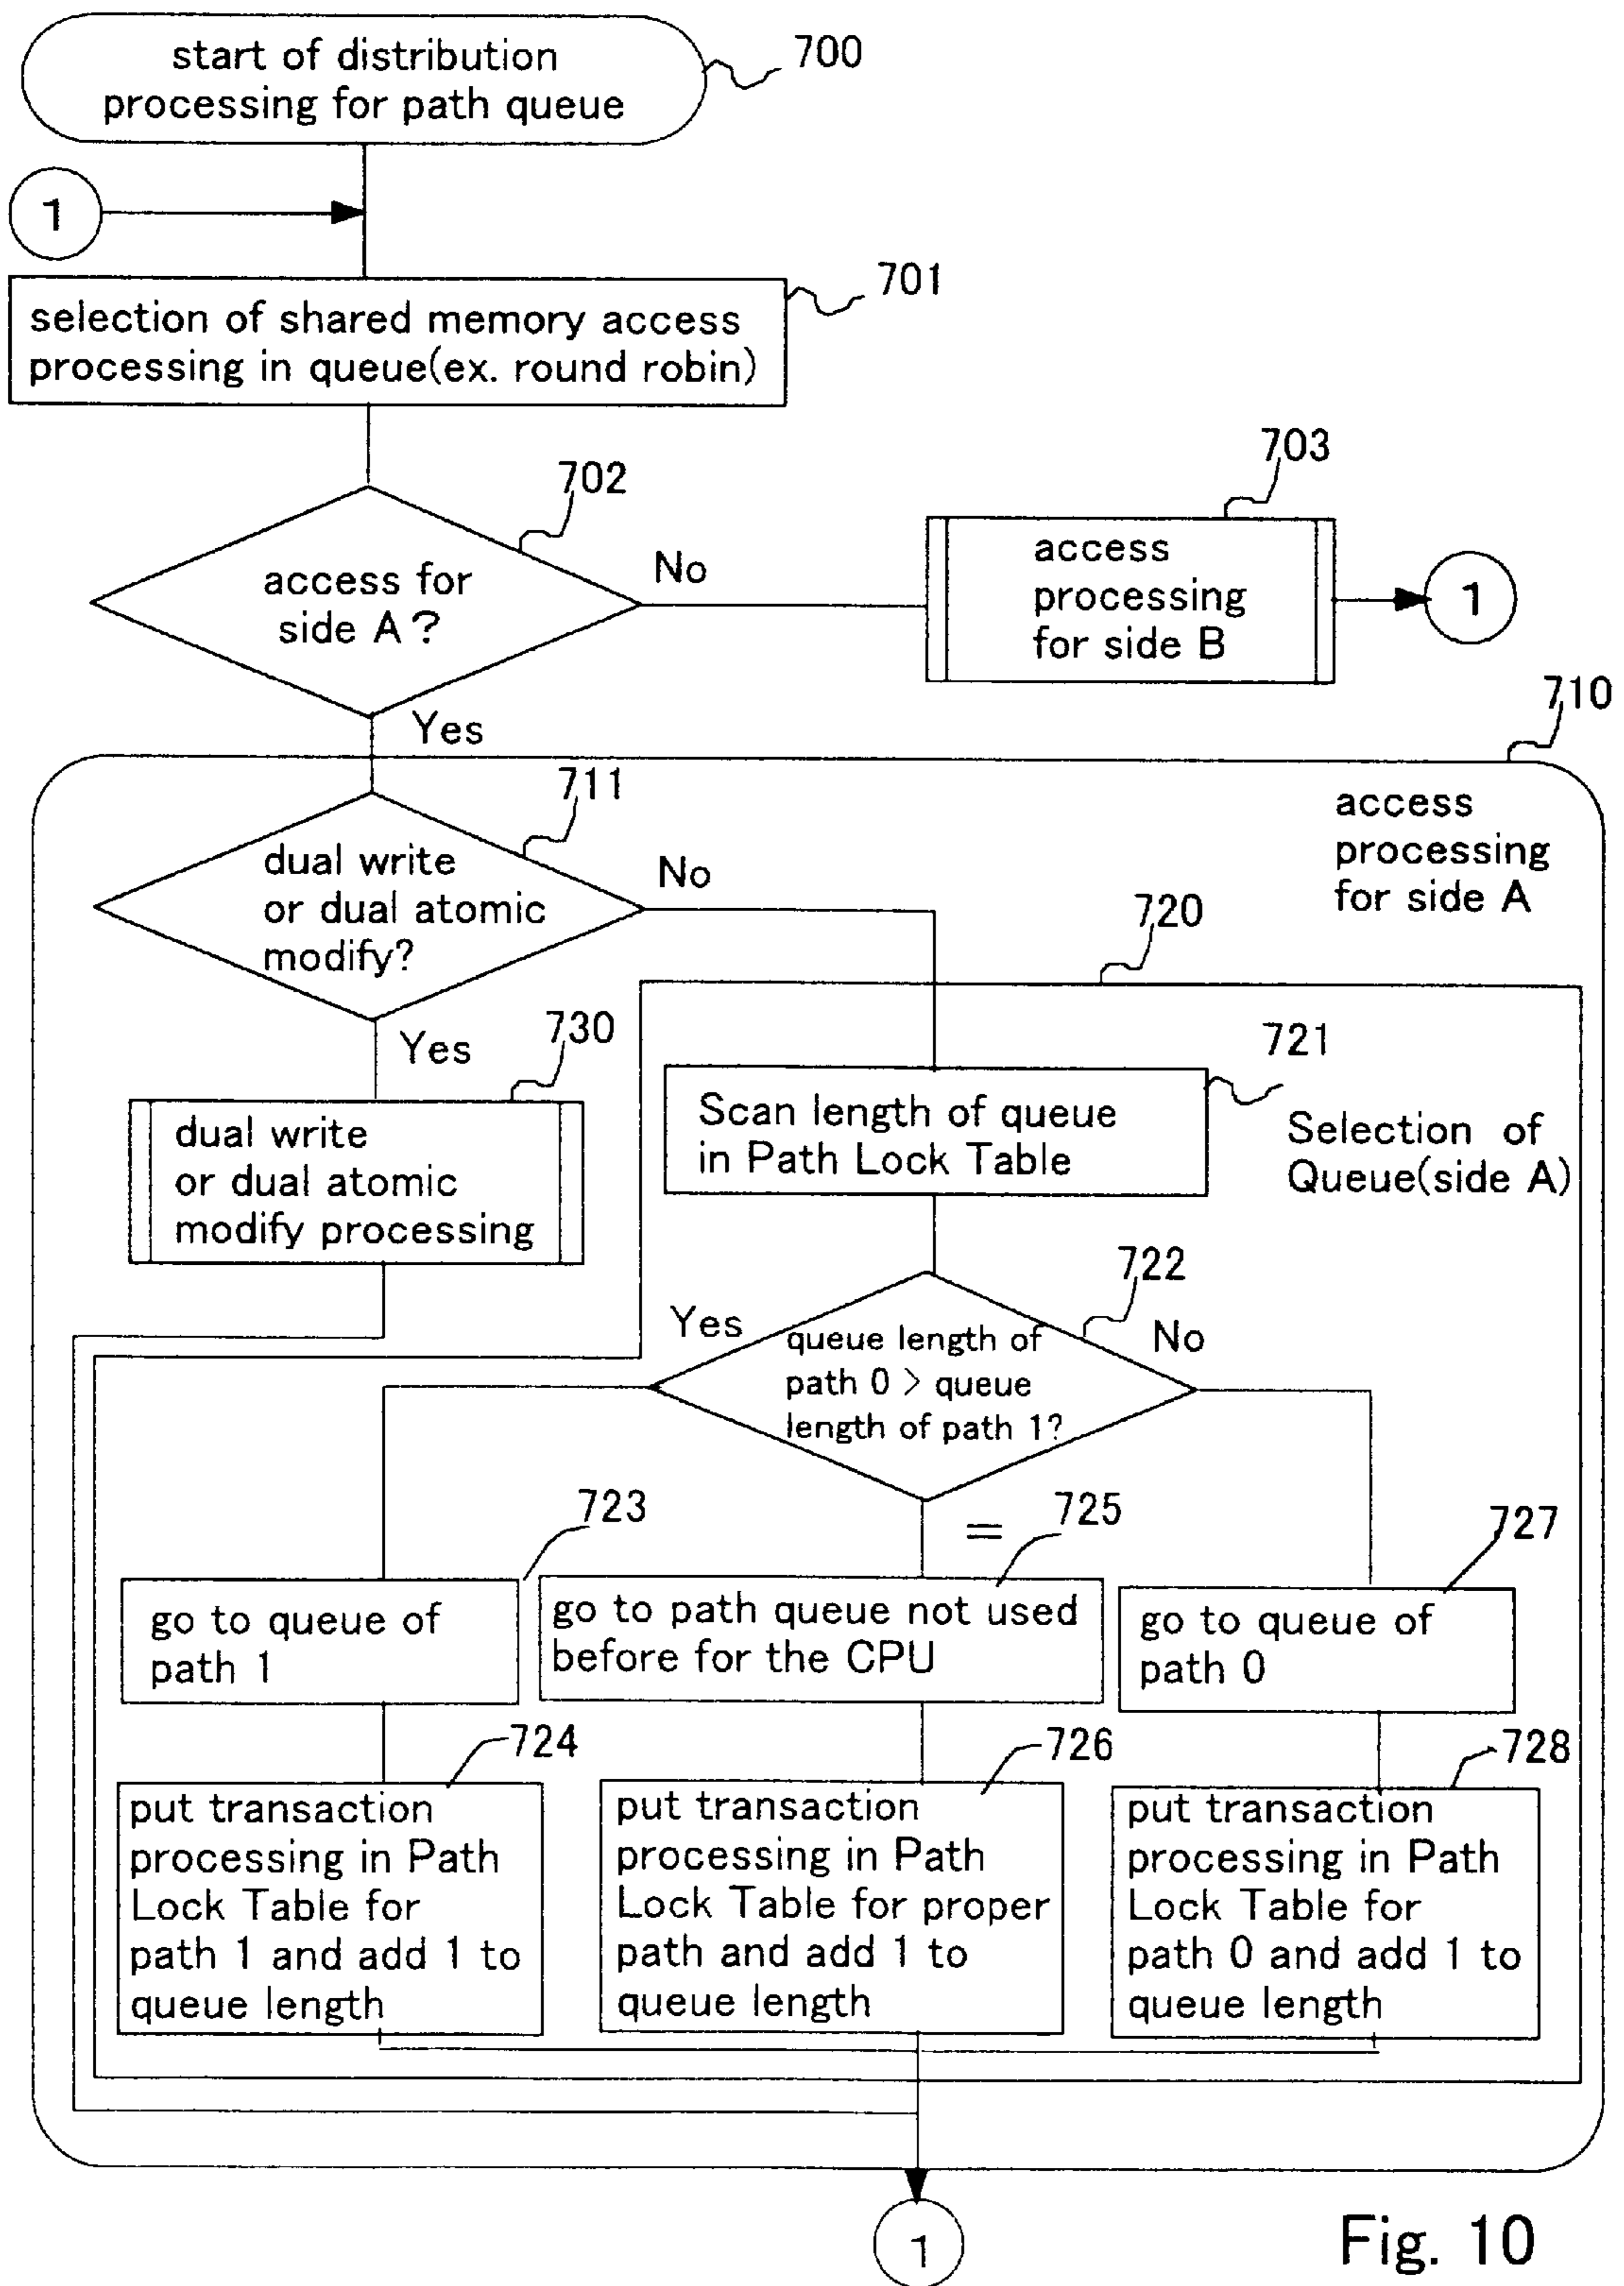 start of distribution
processing for path queue
700
1
701
selection of shared memory access
processing in queue(ex. round robin)
702
703
access for
side A?
No
access
processing
for side B
1
Yes
710
711
access
processing
for side A
dual write
or dual atomic
modify?
No
720
Yes
730
721
dual write
or dual atomic
modify processing
Scan length of queue
in Path Lock Table
Selection of
Queue(side A)
722
Yes
No
queue length of
path 0 > queue
length of path 1?
723
=
725
727
go to queue of
path 1
go to path queue not used
before for the CPU
go to queue of
path 0
724
726
728
put transaction
processing in Path
Lock Table for
path 1 and add 1 to
queue length
put transaction
processing in Path
Lock Table for proper
path and add 1 to
queue length
put transaction
processing in Path
Lock Table for
path 0 and add 1 to
queue length
1
Fig. 10